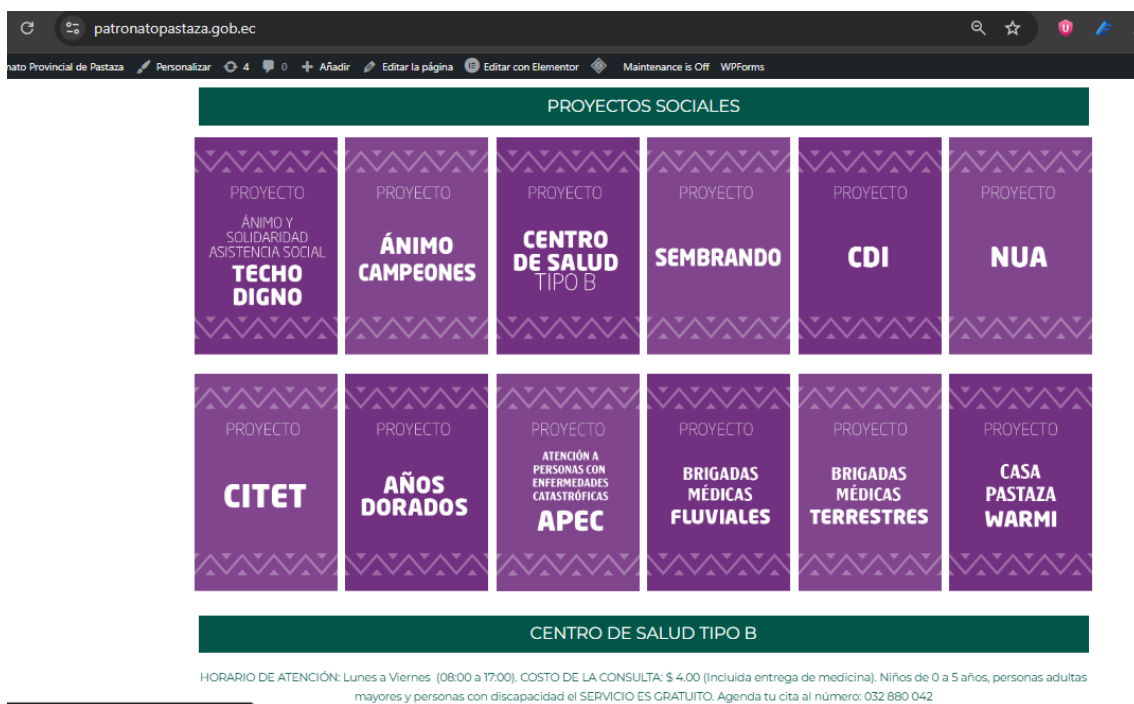 patronatopastaza.gob.ec
nato Provincial de Pastaza Personalizar 4 0 Añadir Editar la página Editar con Elementor Maintenance is Off WPForms
PROYECTOS SOCIALES
PROYECTO
ÁNIMO Y
SOLIDARIDAD
ASISTENCIA SOCIAL
TECHO
DIGNO
PROYECTO
ÁNIMO
CAMPEONES
PROYECTO
CENTRO
DE SALUD
TIPO B
PROYECTO
SEMBRANDO
PROYECTO
CDI
PROYECTO
NUA
PROYECTO
CITET
PROYECTO
AÑOS
DORADOS
PROYECTO
ATENCIÓN A
PERSONAS CON
ENFERMEDADES
CATASTRÓFICAS
APEC
PROYECTO
BRIGADAS
MÉDICAS
FLUVIALES
PROYECTO
BRIGADAS
MÉDICAS
TERRESTRES
PROYECTO
CASA
PASTAZA
WARMI
CENTRO DE SALUD TIPO B
HORARIO DE ATENCIÓN: Lunes a Viernes (08:00 a 17:00). COSTO DE LA CONSULTA: $ 4.00 (Incluida entrega de medicina). Niños de 0 a 5 años, personas adultas
mayores y personas con discapacidad el SERVICIO ES GRATUITO. Agenda tu cita al número: 032 880 042